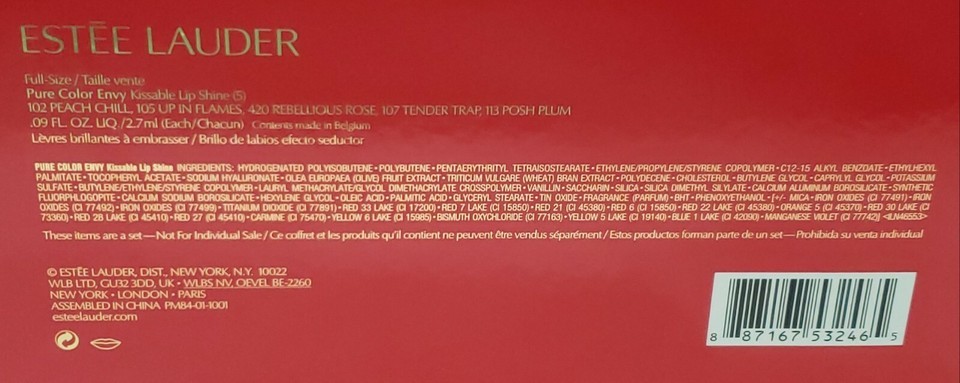 ESTĒE LAUDER
Full-Size / Taille vente
Pure Color Envy Kissable Lip Shine (5)
102 PEACH CHILL, 105 UP IN FLAMES, 420 REBELLIOUS ROSE, 107 TENDER TRAP, 113 POSH PLUM
.09 FL. OZ. LIQ./2.7ml (Each/Chacun) Contents made in Belgium
Lèvres brillantes à embrasser / Brillo de labios efecto seductor
PURE COLOR ENVY Kissable Lip Shine INGREDIENTS: HYDROGENATED POLYISOBUTENE • POLYBUTENE • PENTAERYTHRITYL TETRAISOSTEARATE • ETHYLENE/PROPYLENE/STYRENE COPOLYMER • C12-15 ALKYL BENZOATE • ETHYLHEXYL
PALMITATE • TOCOPHERYL ACETATE • SODIUM HYALURONATE • OLEA EUROPAEA (OLIVE) FRUIT EXTRACT • TRITICUM VULGARE (WHEAT) BRAN EXTRACT • POLYDECENE • CHOLESTEROL • BUTYLENE GLYCOL • CAPRYLYL GLYCOL • POTASSIUM
SULFATE • BUTYLENE/ETHYLENE/STYRENE COPOLYMER • LAURYL METHACRYLATE/GLYCOL DIMETHACRYLATE CROSSPOLYMER • VANILLIN • SACCHARIN • SILICA • SILICA DIMETHYL SILYLATE • CALCIUM ALUMINUM BOROSILICATE • SYNTHETIC
FLUORPHLOGOPITE • CALCIUM SODIUM BOROSILICATE • HEXYLENE GLYCOL • OLEIC ACID • PALMITIC ACID • GLYCERYL STEARATE • TIN OXIDE • FRAGRANCE (PARFUM) • BHT • PHENOXYETHANOL • [+/- MICA • IRON OXIDES (CI 77491) • IRON
OXIDES (CI 77492) • IRON OXIDES (CI 77499) • TITANIUM DIOXIDE (CI 77891) • RED 33 LAKE (CI 17200) • RED 7 LAKE (CI 15850) • RED 21 (CI 45380) • RED 6 (CI 15850) • RED 22 LAKE (CI 45380) • ORANGE 5 (CI 45370) • RED 30 LAKE (CI
73360) • RED 28 LAKE (CI 45410) • RED 27 (CI 45410) • CARMINE (CI 75470) • YELLOW 6 LAKE (CI 15985) • BISMUTH OXYCHLORIDE (CI 77163) • YELLOW 5 LAKE (CI 19140) • BLUE 1 LAKE (CI 42090) • MANGANESE VIOLET (CI 77742)] <ILN46553>
These items are a set — Not For Individual Sale / Ce coffret et les produits qu'il contient ne peuvent être vendus séparément / Estos productos forman parte de un set — Prohibida su venta individual
© ESTĒE LAUDER, DIST., NEW YORK, N.Y. 10022
WLB LTD, GU32 3DD, UK • WLBS NV, OEVEL BE-2260
NEW YORK • LONDON • PARIS
ASSEMBLED IN CHINA PM84-01-1001
esteelauder.com
8 87167 53246 5